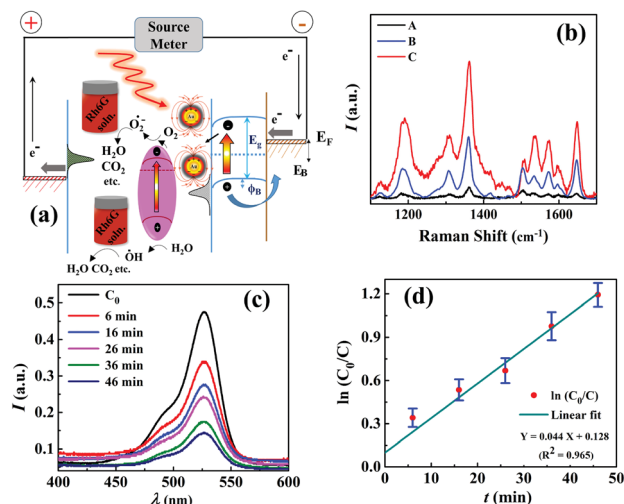 Source
Meter
e⁻
e⁻
Rh6G
soln.
O₂•⁻
O₂
Au
H₂O
CO₂
etc.
E_g
e⁻
E_F
Au
E_B
ϕ_B
(a)
Rh6G
soln.
H₂O
ȮH
H₂O CO₂ etc.
(b)
A
B
C
I (a.u.)
1200 1400 1600
Raman Shift (cm⁻¹)
(c)
C₀
6 min
16 min
26 min
36 min
46 min
I (a.u.)
0.5
0.4
0.3
0.2
0.1
400 450 500 550 600
λ (nm)
(d)
ln (C₀/C)
1.2
0.9
0.6
0.3
0.0
ln (C₀/C)
Linear fit
Y = 0.044 X + 0.128
(R² = 0.965)
0 10 20 30 40 50
t (min)